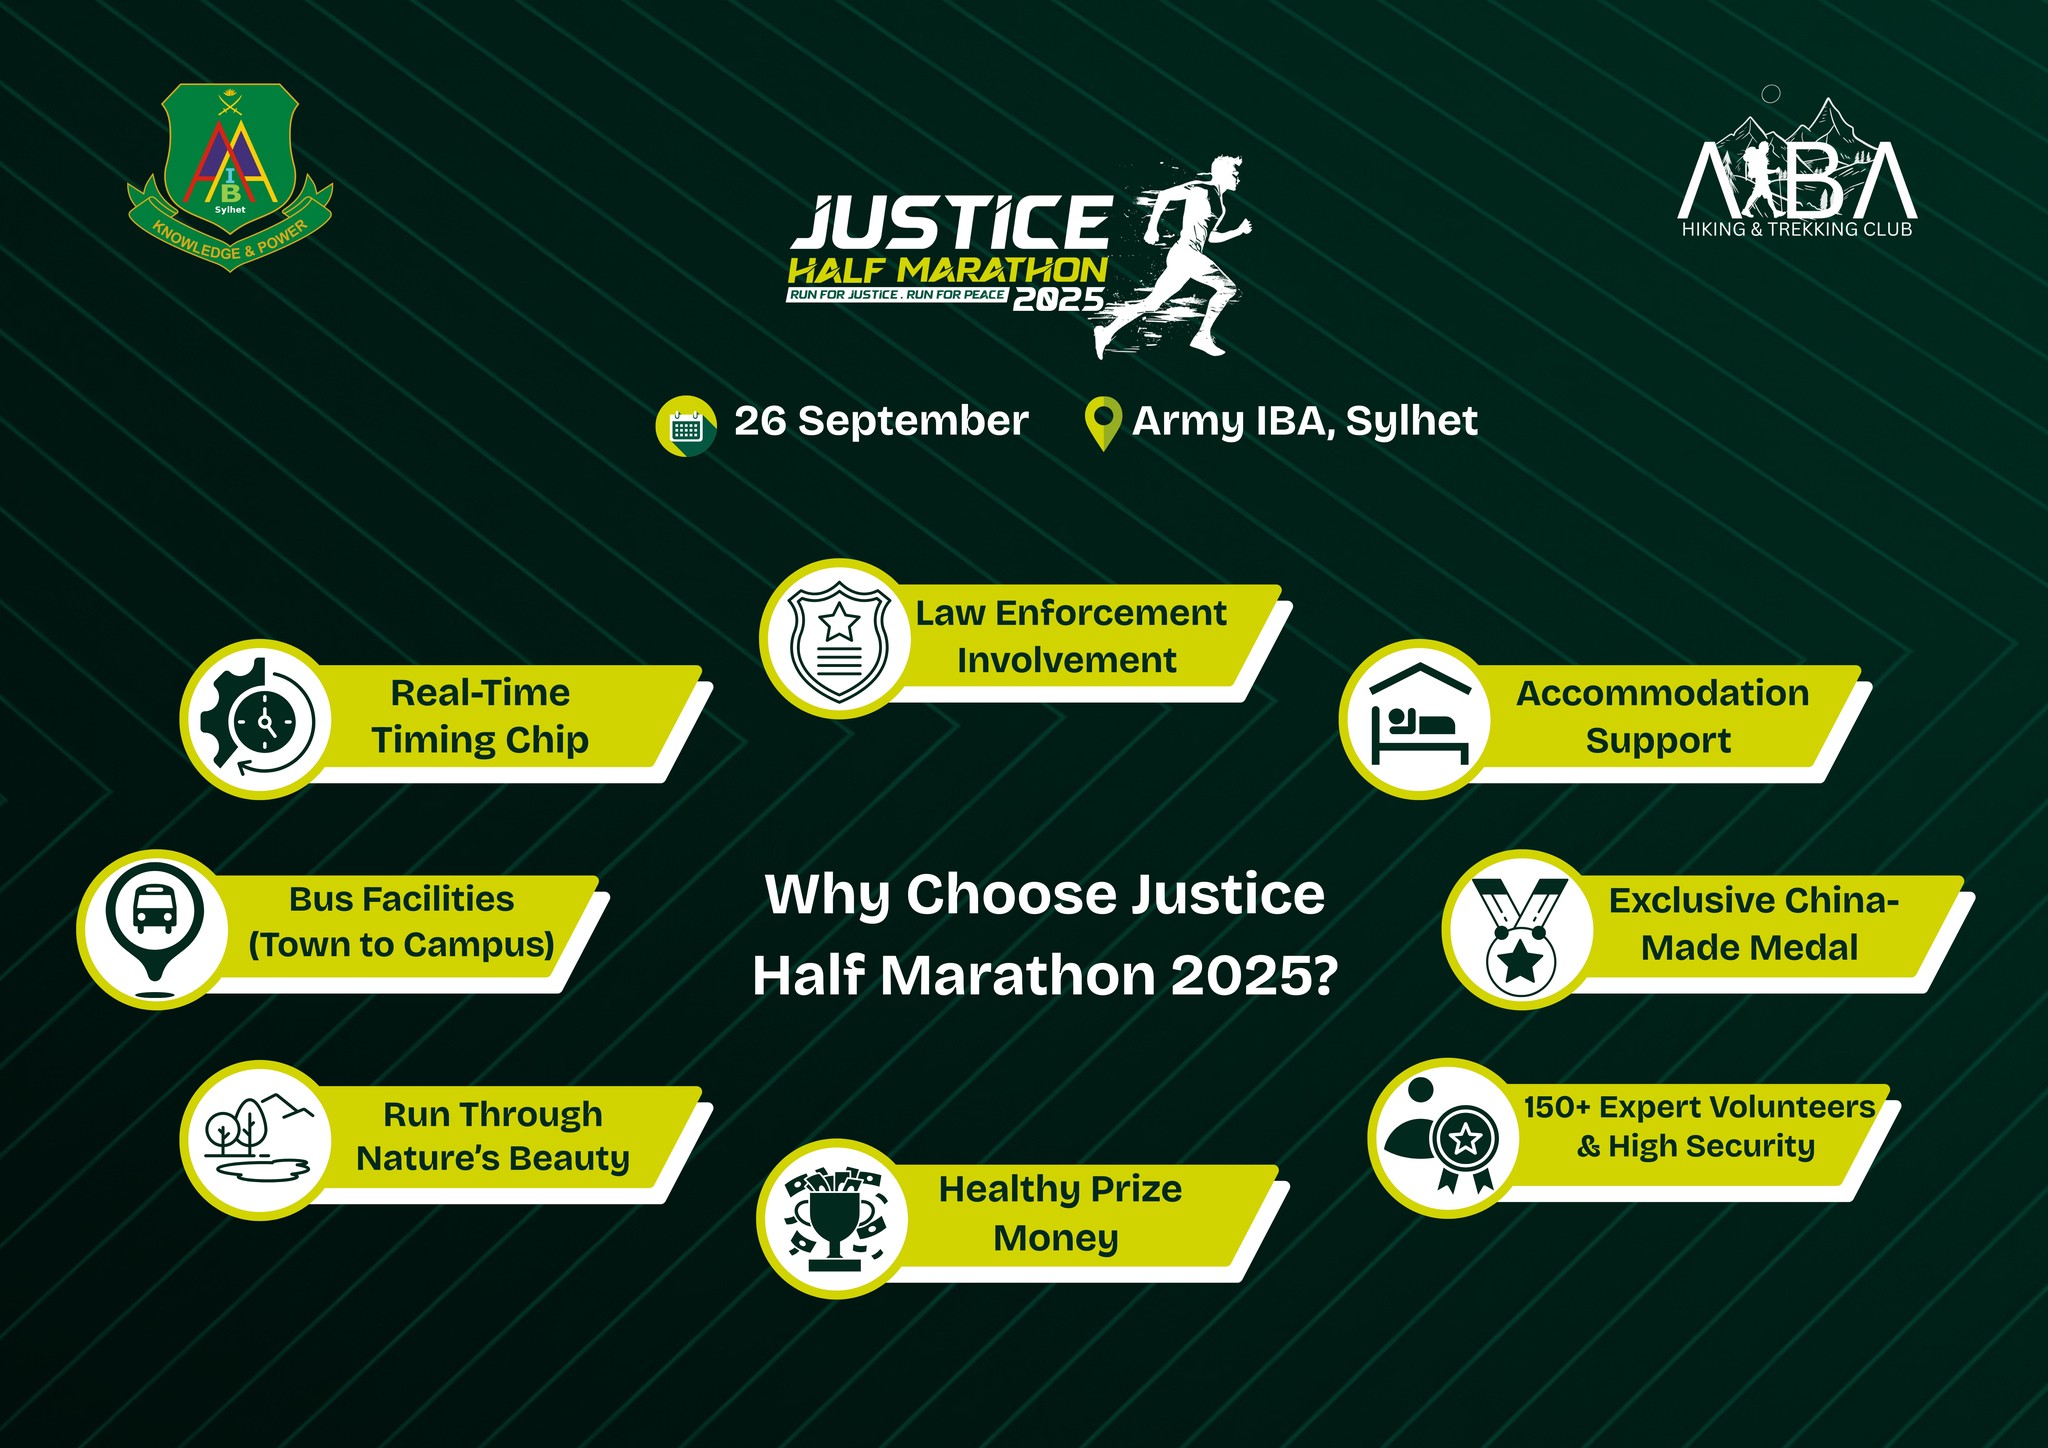 AA
IB
Sylhet
KNOWLEDGE & POWER
AIBA
HIKING & TREKKING CLUB
JUSTICE
HALF MARATHON
RUN FOR JUSTICE . RUN FOR PEACE
2025
26 September
Army IBA, Sylhet
Law Enforcement
Involvement
Real-Time
Timing Chip
Accommodation
Support
Bus Facilities
(Town to Campus)
Why Choose Justice
Half Marathon 2025?
Exclusive China-
Made Medal
Run Through
Nature’s Beauty
150+ Expert Volunteers
& High Security
Healthy Prize
Money